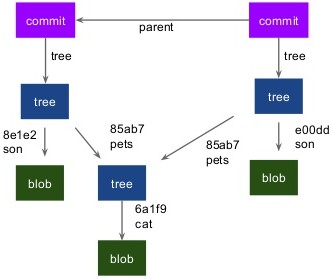 commit
commit
parent
tree
tree
tree
tree
8e1e2
son
85ab7
pets
85ab7
pets
e00dd
son
blob
tree
blob
6a1f9
cat
blob